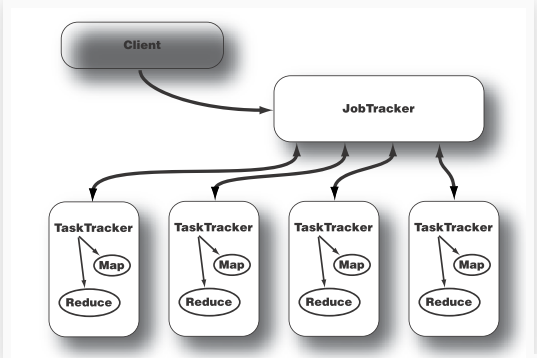 Client
JobTracker
TaskTracker
Map
Reduce
TaskTracker
Map
Reduce
TaskTracker
Map
Reduce
TaskTracker
Map
Reduce